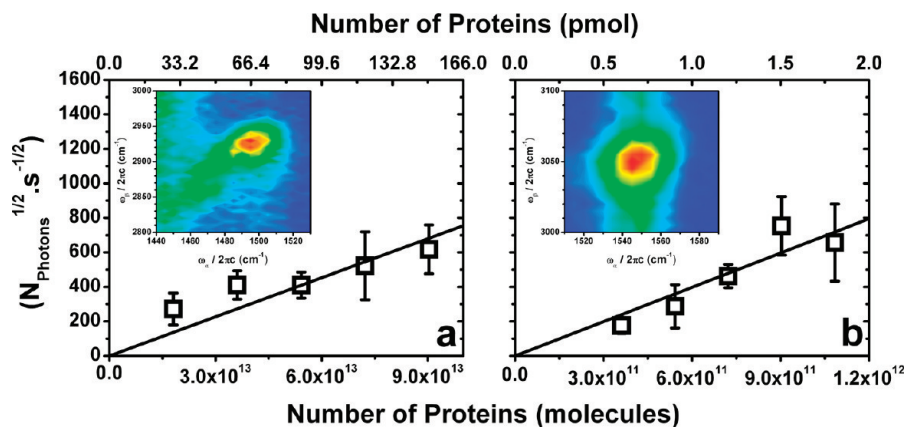 Number of Proteins (pmol)
0.0 33.2 66.4 99.6 132.8 166.0 0.0 0.5 1.0 1.5 2.0
(N_Photons^1/2 .s^-1/2)
1600
1400
1200
1000
800
600
400
200
0
3000
2950
2900
2850
2800
ω_β / 2πc (cm^-1)
1440 1460 1480 1500 1520
ω_α / 2πc (cm^-1)
a
3100
3050
3000
ω_β / 2πc (cm^-1)
1520 1540 1560 1580
ω_α / 2πc (cm^-1)
b
0.0 3.0x10^13 6.0x10^13 9.0x10^13 0.0 3.0x10^11 6.0x10^11 9.0x10^11 1.2x10^12
Number of Proteins (molecules)